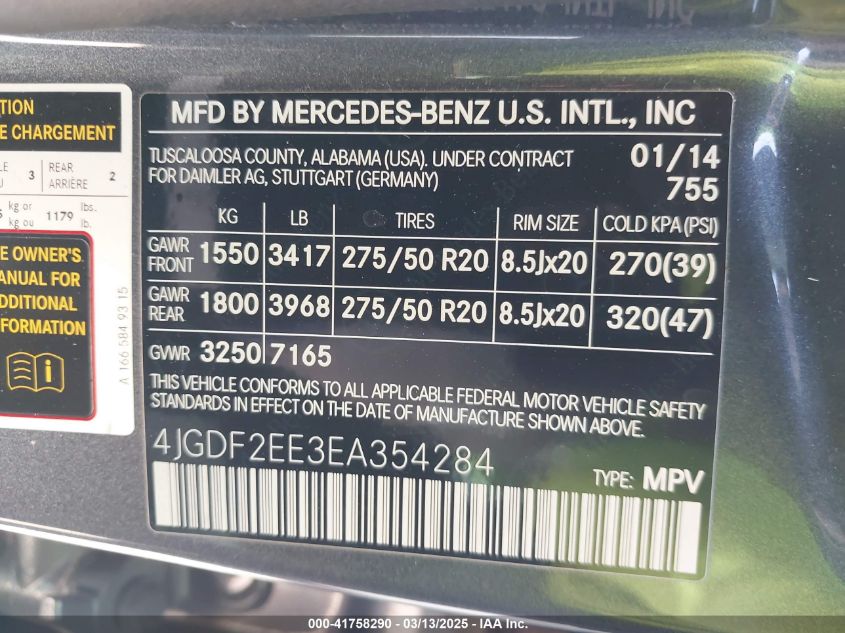 TION
E CHARGEMENT
3 REAR ARRIÈRE 2
kg or kg ou 1179 lbs. lb.
E OWNER'S
ANUAL FOR
DDITIONAL
FORMATION
A 166 584 93 15
MFD BY MERCEDES-BENZ U.S. INTL., INC
TUSCALOOSA COUNTY, ALABAMA (USA). UNDER CONTRACT
FOR DAIMLER AG, STUTTGART (GERMANY)
01/14
755
KG LB TIRES RIM SIZE COLD KPA (PSI)
GAWR FRONT 1550 3417 275/50 R20 8.5Jx20 270(39)
GAWR REAR 1800 3968 275/50 R20 8.5Jx20 320(47)
GVWR 3250 7165
THIS VEHICLE CONFORMS TO ALL APPLICABLE FEDERAL MOTOR VEHICLE SAFETY
STANDARDS IN EFFECT ON THE DATE OF MANUFACTURE SHOWN ABOVE.
4JGDF2EE3EA354284
TYPE: MPV
000-41758290 - 03/13/2025 - IAA Inc.